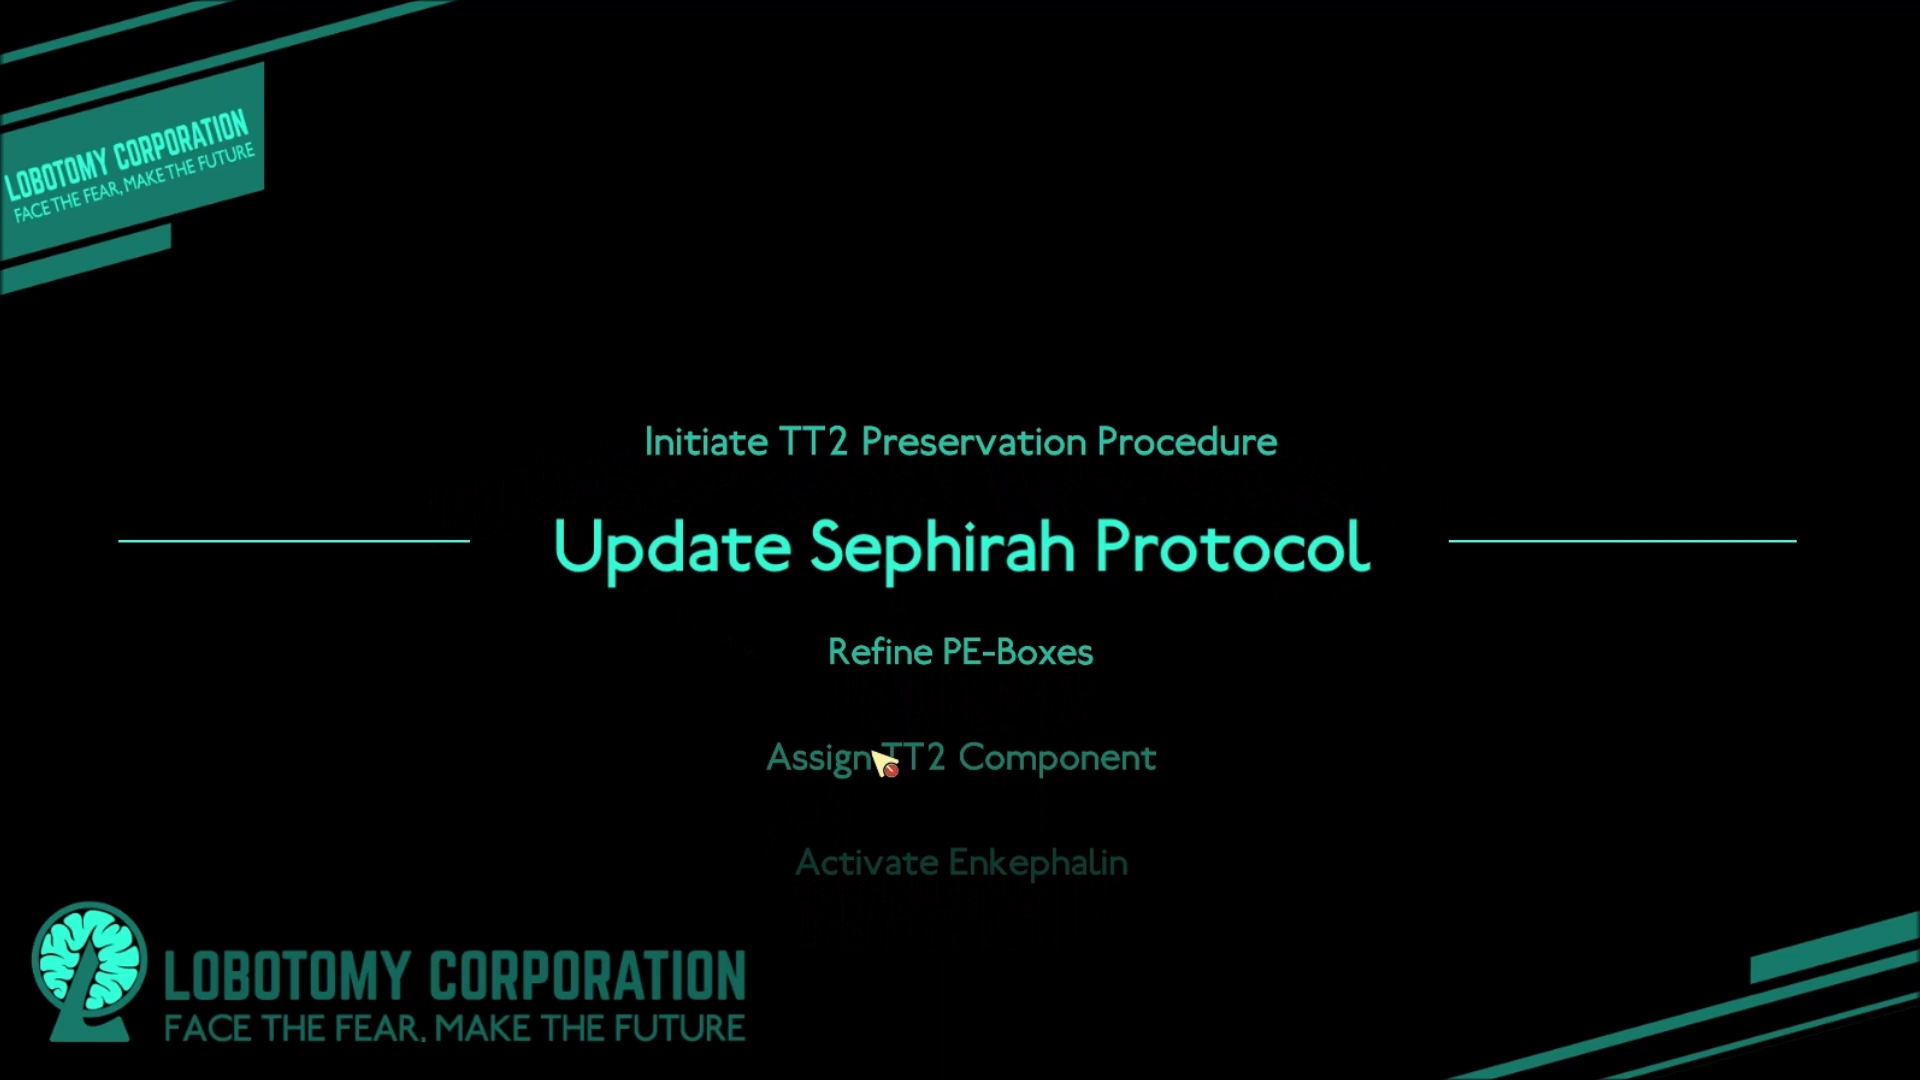 LOBOTOMY CORPORATION
FACE THE FEAR, MAKE THE FUTURE
Initiate TT2 Preservation Procedure
Update Sephirah Protocol
Refine PE-Boxes
Assign TT2 Component
Activate Enkephalin
LOBOTOMY CORPORATION
FACE THE FEAR. MAKE THE FUTURE